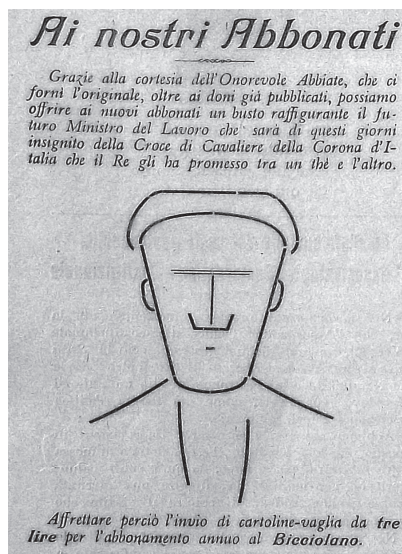 Ai nostri Abbonati
Grazie alla cortesia dell'Onorevole Abbiate, che ci
fornì l'originale, oltre ai doni già pubblicati, possiamo
offrire ai nuovi abbonati un busto raffigurante il fu-
turo Ministro del Lavoro che sarà di questi giorni
insignito della Croce di Cavaliere della Corona d'I-
talia che il Re gli ha promesso tra un thè e l'altro.
Affrettare perciò l'invio di cartoline-vaglia da tre
lire per l'abbonamento annuo al Bicciolano.